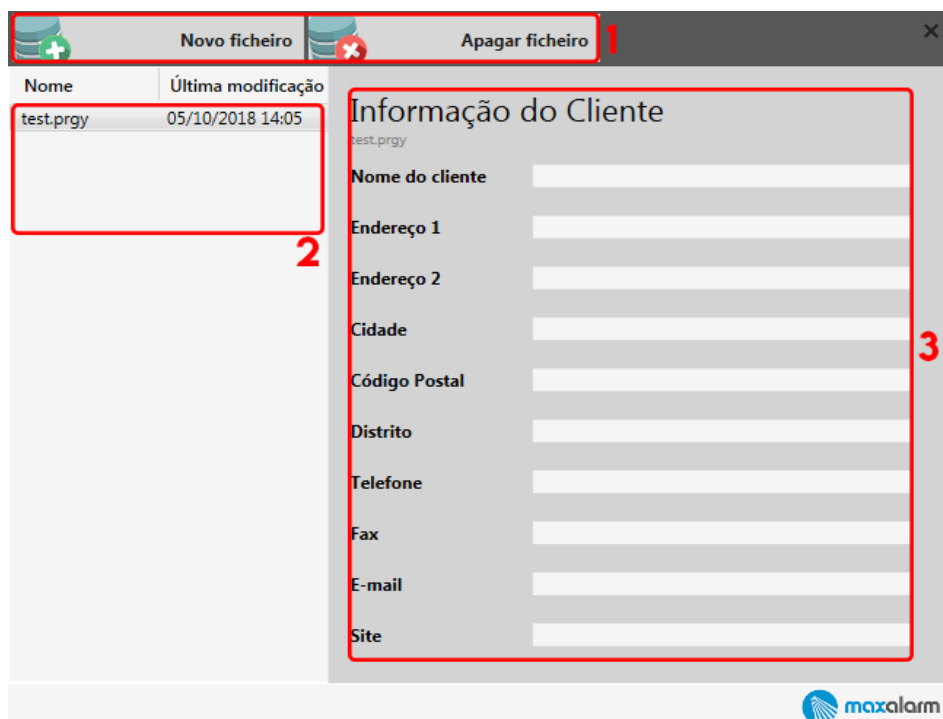 Novo ficheiro Apagar ficheiro 1
Nome Última modificação
test.prgy 05/10/2018 14:05
2
Informação do Cliente
test.prgy
Nome do cliente
Endereço 1
Endereço 2
Cidade
Código Postal
Distrito
Telefone
Fax
E-mail
Site
3
maxalarm